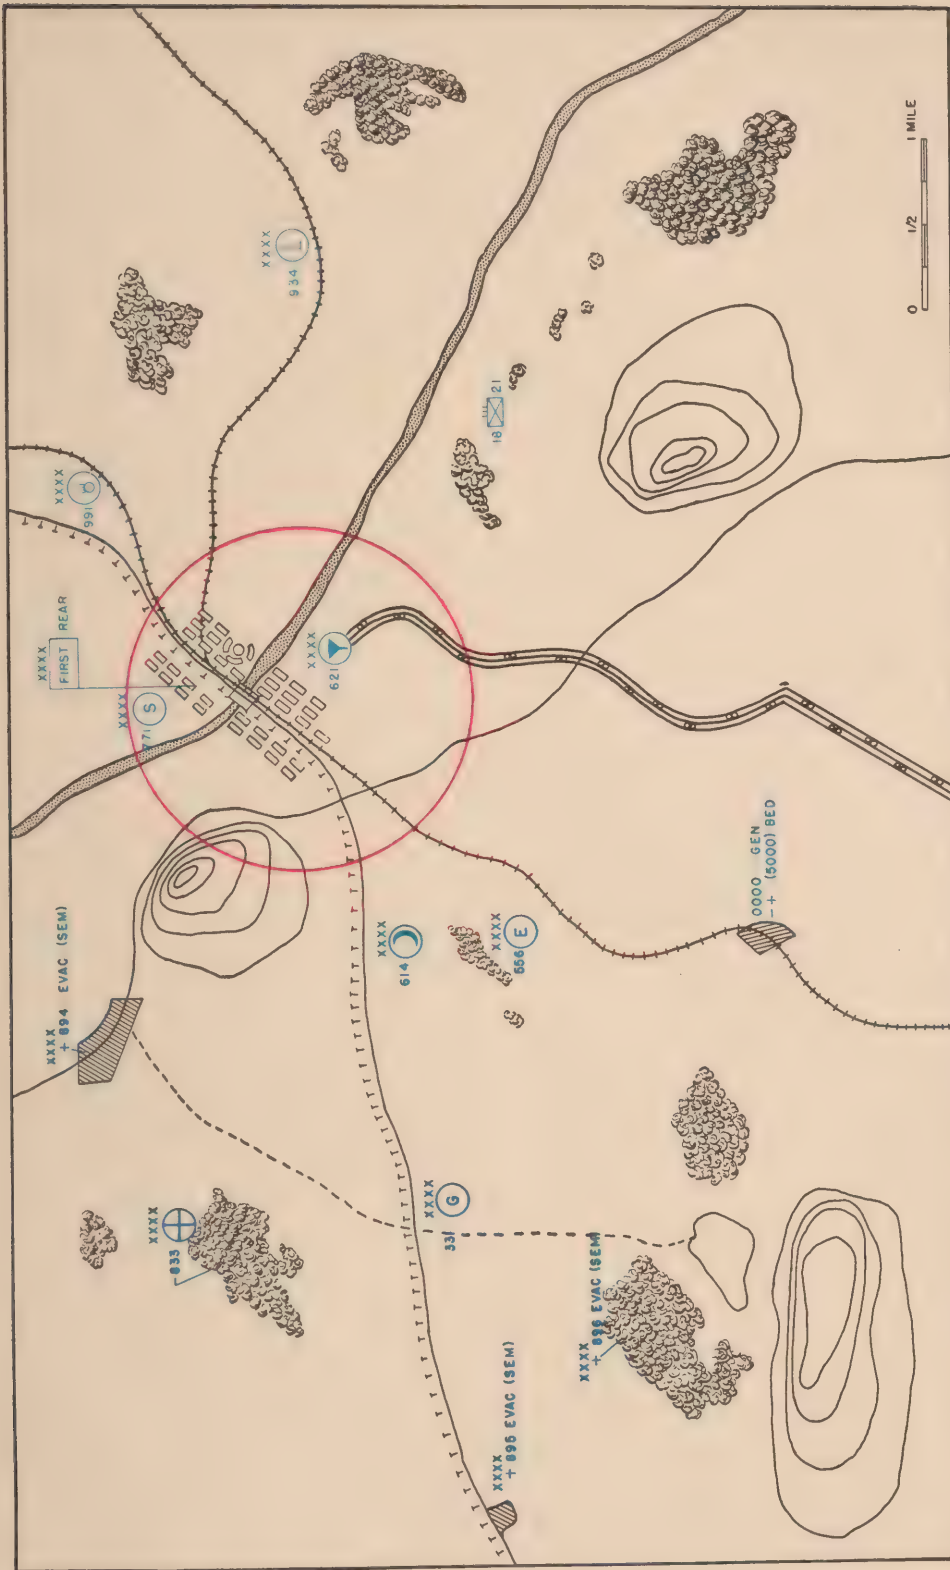 XXXX
+ 894 EVAC (SEM)
XXXX
833
XXXX
771 S
XXXX
FIRST REAR
XXXX
991
XXXX
934 L
XXXX
621
XXXX
614
XXXX
556 E
XXXX
331 G
18 21
XXXX
+ 895 EVAC (SEM)
XXXX
+ 896 EVAC (SEM)
0000 GEN
-+ (5000) BED
0 1/2 1 MILE